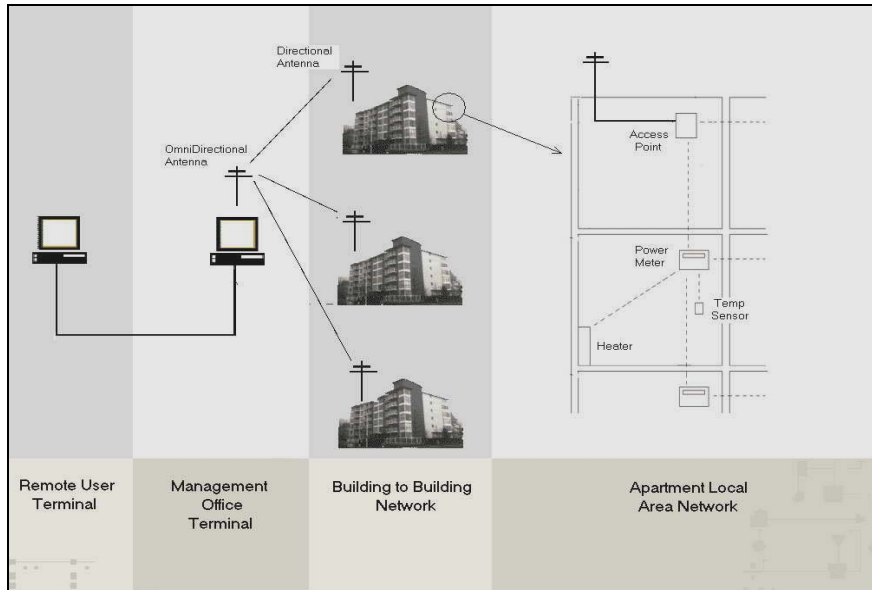 Directional
Antenna
OmniDirectional
Antenna
Access
Point
Power
Meter
Temp
Sensor
Heater
Remote User
Terminal
Management
Office
Terminal
Building to Building
Network
Apartment Local
Area Network